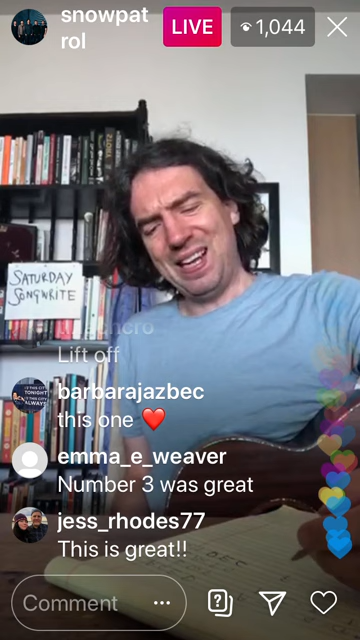 snowpat
rol
LIVE
1,044
SATURDAY
SONGWRITE
Lift off
barbarajazbec
this one ❤️
emma_e_weaver
Number 3 was great
jess_rhodes77
This is great!!
Comment